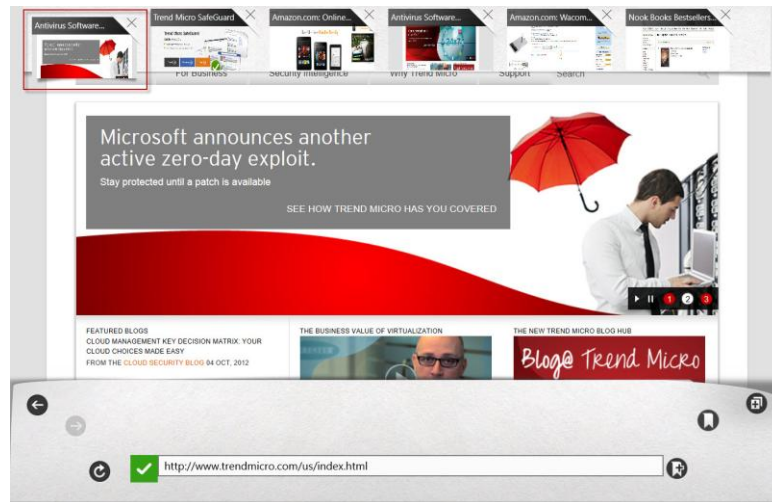 Antivirus Software...
Trend Micro SafeGuard
Amazon.com: Online...
Antivirus Software...
Amazon.com: Wacom...
Nook Books Bestsellers...
For Business
Security Intelligence
Why Trend Micro
Support
Search
Microsoft announces another
active zero-day exploit.
Stay protected until a patch is available
SEE HOW TREND MICRO HAS YOU COVERED
1 2 3
FEATURED BLOGS
CLOUD MANAGEMENT KEY DECISION MATRIX: YOUR
CLOUD CHOICES MADE EASY
FROM THE CLOUD SECURITY BLOG 04 OCT, 2012
THE BUSINESS VALUE OF VIRTUALIZATION
THE NEW TREND MICRO BLOG HUB
Blog@ Trend Micro
http://www.trendmicro.com/us/index.html